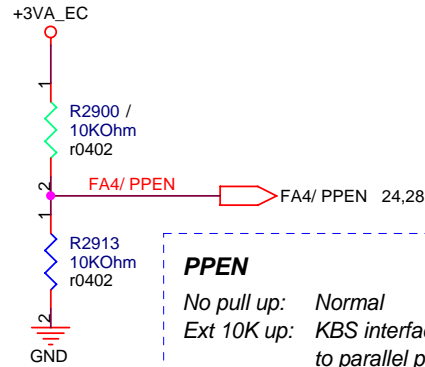 +3VA_EC
1
R2900 /
10KOhm
r0402
2
FA4/ PPEN
FA4/ PPEN 24,28
1
R2913
10KOhm
r0402
2
GND
PPEN
No pull up: Normal
Ext 10K up: KBS interfa
to parallel p